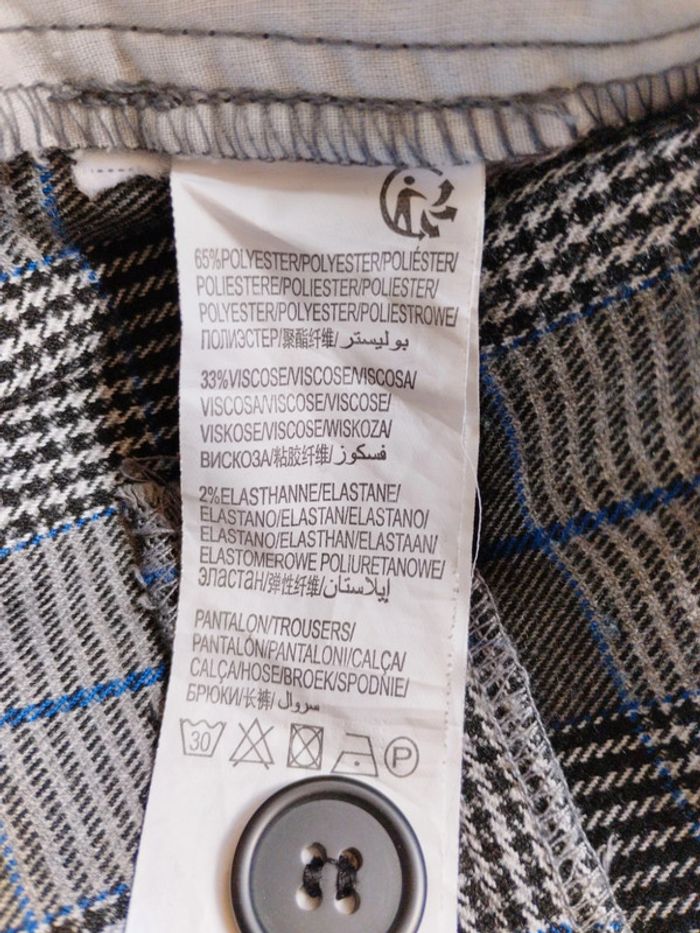 65%POLYESTER/POLYESTER/POLIÉSTER/
POLIESTERE/POLIESTER/POLIESTER/
POLYESTER/POLYESTER/POLIESTROWE/
ПОЛИЭСТЕР/聚酯纤维/بوليستر
33%VISCOSE/VISCOSE/VISCOSA/
VISCOSA/VISCOSE/VISCOSE/
VISKOSE/VISCOSE/WISKOZA/
ВИСКОЗА/粘胶纤维/فسكوز
2%ELASTHANNE/ELASTANE/
ELASTANO/ELASTAN/ELASTANO/
ELASTANO/ELASTHAN/ELASTAAN/
ELASTOMEROWE POLIURETANOWE/
ЭЛАСТАН/弹性纤维/إيلاستان
PANTALON/TROUSERS/
PANTALÓN/PANTALONI/CALÇA/
CALÇA/HOSE/BROEK/SPODNIE/
БРЮКИ/长裤/سروال
30 P